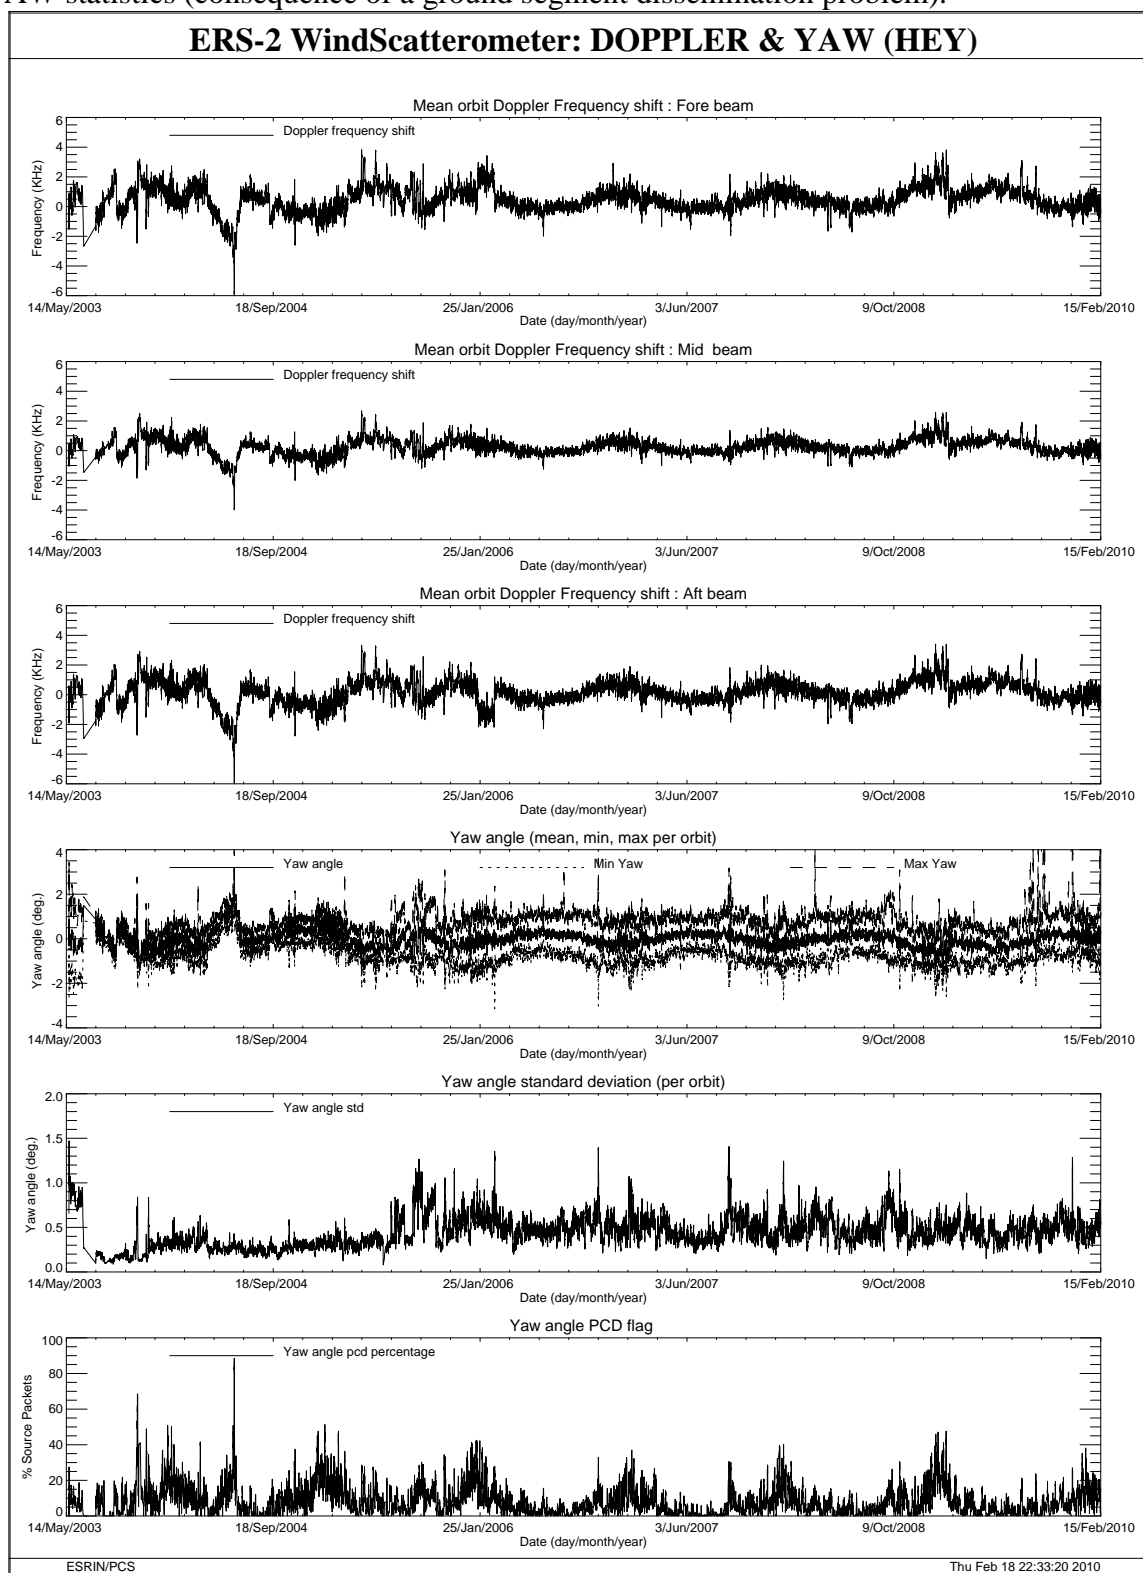 AW statistics (consequence of a ground segment dissemination problem).
ERS-2 WindScatterometer: DOPPLER & YAW (HEY)
Mean orbit Doppler Frequency shift : Fore beam
Doppler frequency shift
Frequency (KHz)
6
4
2
0
-2
-4
-6
14/May/2003 18/Sep/2004 25/Jan/2006 3/Jun/2007 9/Oct/2008 15/Feb/2010
Date (day/month/year)
Mean orbit Doppler Frequency shift : Mid beam
Doppler frequency shift
Frequency (KHz)
6
4
2
0
-2
-4
-6
14/May/2003 18/Sep/2004 25/Jan/2006 3/Jun/2007 9/Oct/2008 15/Feb/2010
Date (day/month/year)
Mean orbit Doppler Frequency shift : Aft beam
Doppler frequency shift
Frequency (KHz)
6
4
2
0
-2
-4
-6
14/May/2003 18/Sep/2004 25/Jan/2006 3/Jun/2007 9/Oct/2008 15/Feb/2010
Date (day/month/year)
Yaw angle (mean, min, max per orbit)
Yaw angle Min Yaw Max Yaw
Yaw angle (deg.)
4
2
0
-2
-4
14/May/2003 18/Sep/2004 25/Jan/2006 3/Jun/2007 9/Oct/2008 15/Feb/2010
Date (day/month/year)
Yaw angle standard deviation (per orbit)
Yaw angle std
Yaw angle (deg.)
2.0
1.5
1.0
0.5
0.0
14/May/2003 18/Sep/2004 25/Jan/2006 3/Jun/2007 9/Oct/2008 15/Feb/2010
Date (day/month/year)
Yaw angle PCD flag
Yaw angle pcd percentage
% Source Packets
100
80
60
40
20
0
14/May/2003 18/Sep/2004 25/Jan/2006 3/Jun/2007 9/Oct/2008 15/Feb/2010
Date (day/month/year)
ESRIN/PCS Thu Feb 18 22:33:20 2010